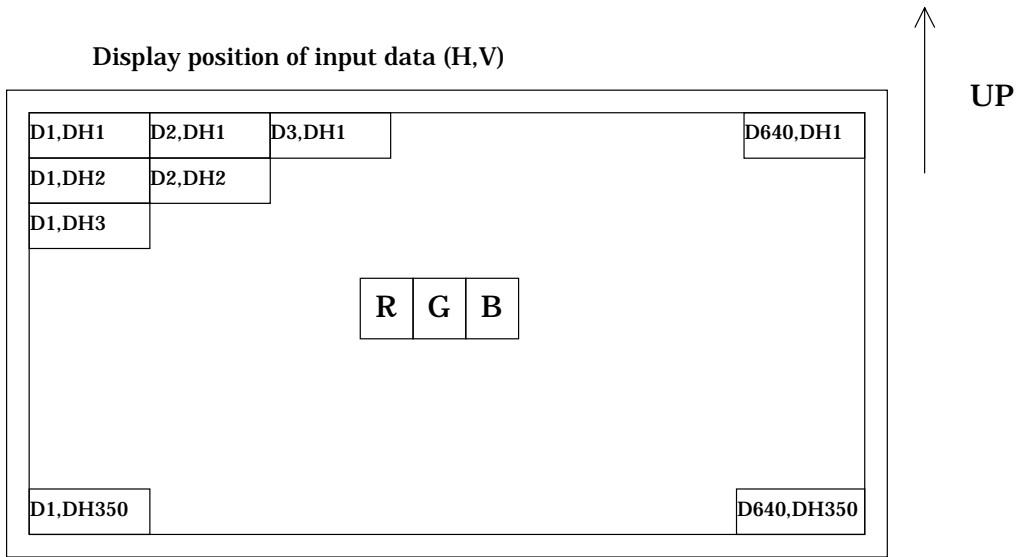 Display position of input data (H,V)
UP
D1,DH1 D2,DH1 D3,DH1 D640,DH1
D1,DH2 D2,DH2
D1,DH3
R G B
D1,DH350 D640,DH350